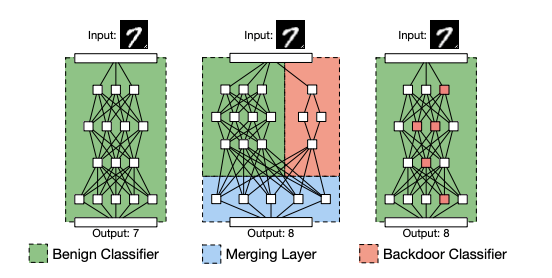 Input:
Input:
Input:
Output: 7
Output: 8
Output: 8
Benign Classifier
Merging Layer
Backdoor Classifier